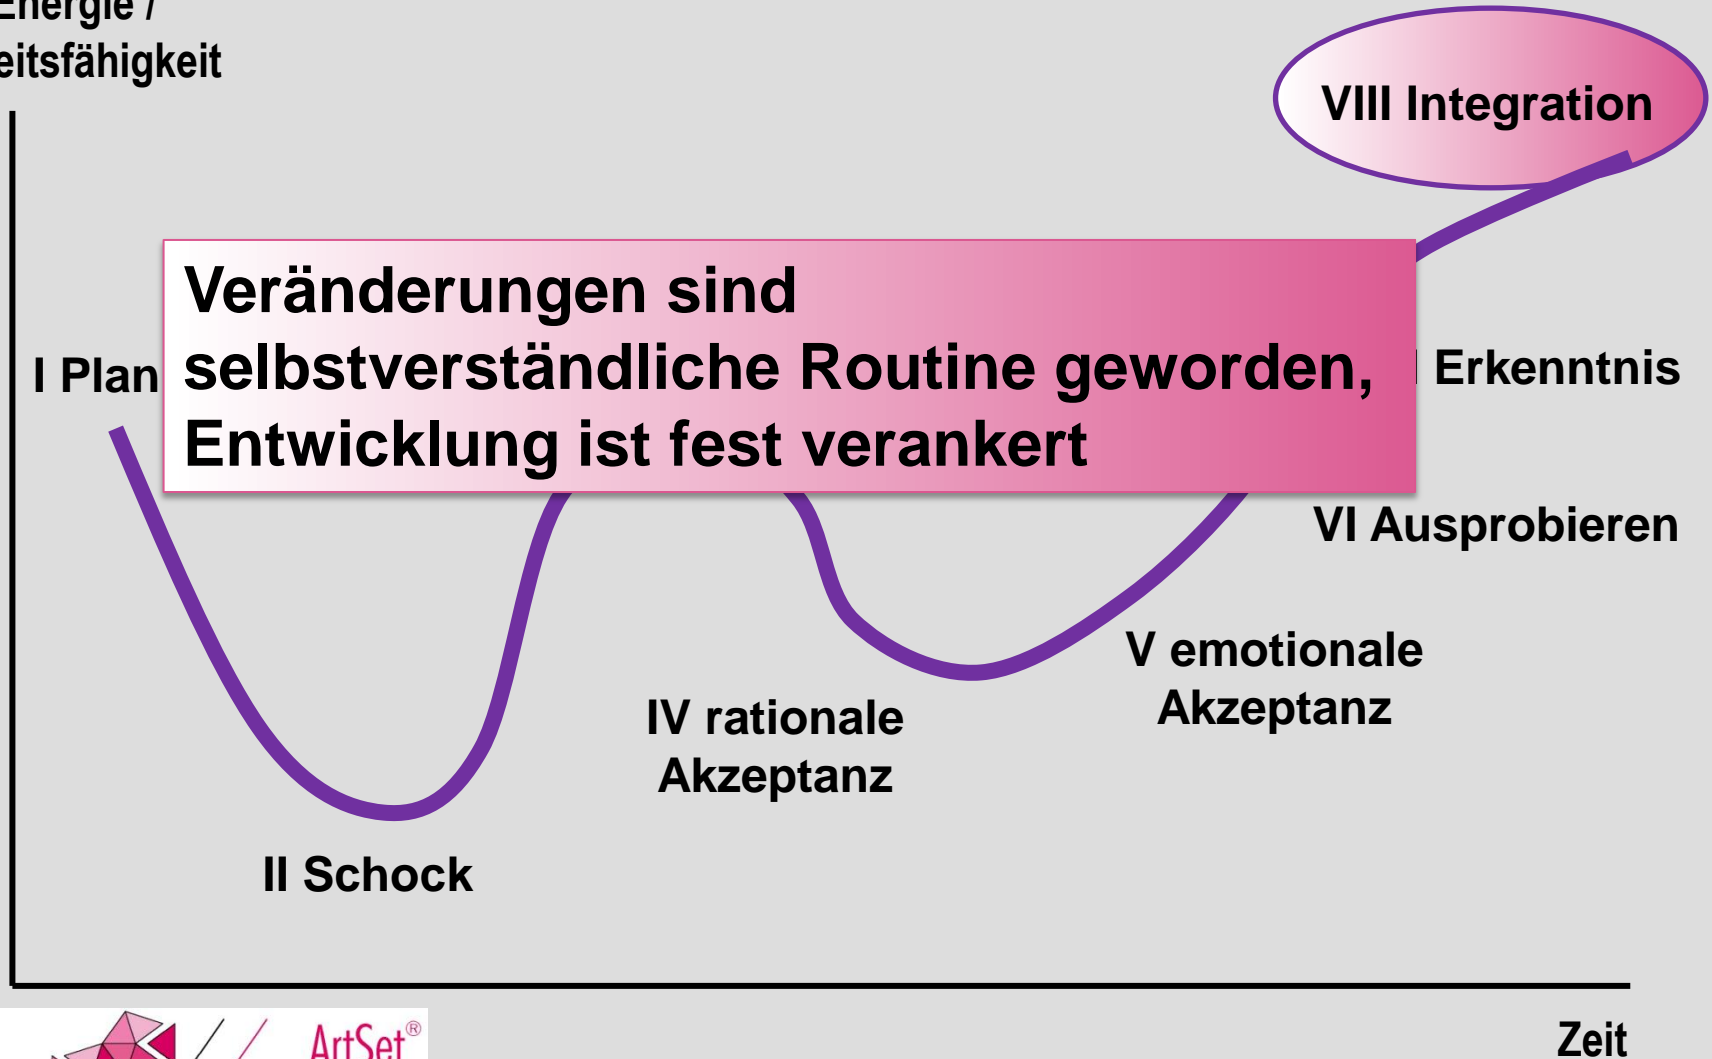 Energie /
eitsfähigkeit
VIII Integration
Veränderungen sind
selbstverständliche Routine geworden,
Entwicklung ist fest verankert
I Plan
I Erkenntnis
VI Ausprobieren
V emotionale
Akzeptanz
IV rationale
Akzeptanz
II Schock
Zeit
ArtSet®